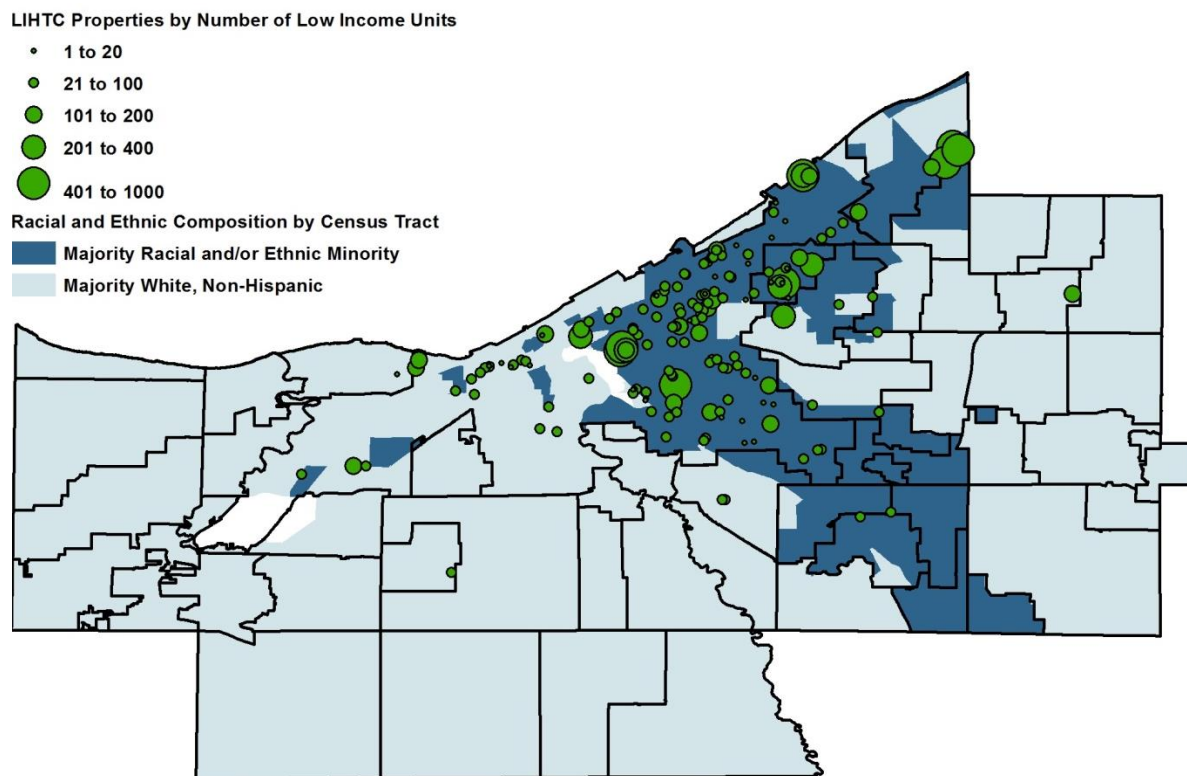 LIHTC Properties by Number of Low Income Units
1 to 20
21 to 100
101 to 200
201 to 400
401 to 1000
Racial and Ethnic Composition by Census Tract
Majority Racial and/or Ethnic Minority
Majority White, Non-Hispanic